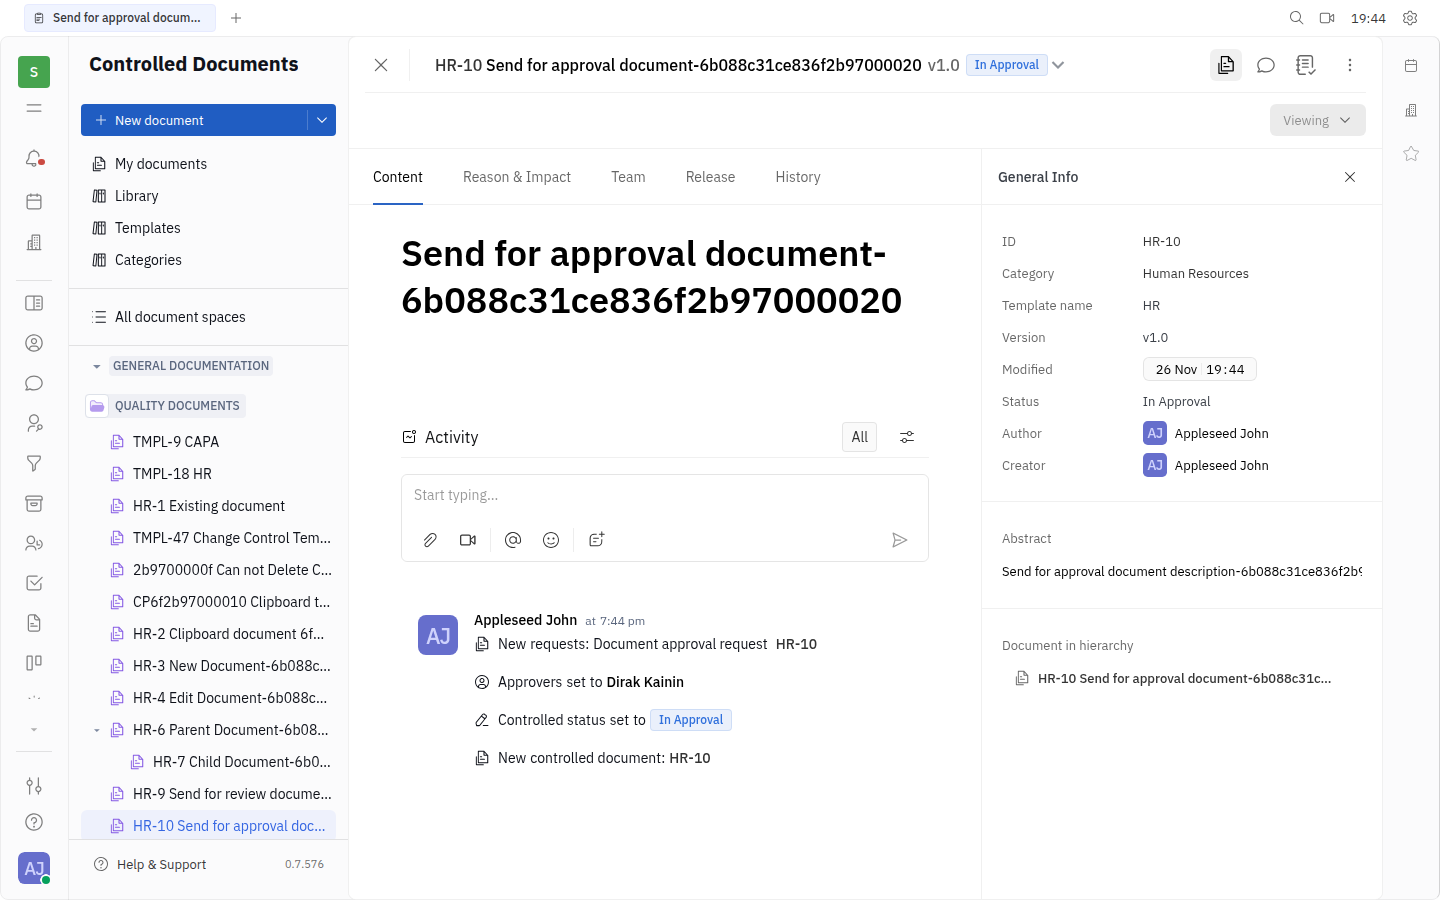 Send for approval docum...
19:44
S
Controlled Documents
New document
My documents
Library
Templates
Categories
All document spaces
GENERAL DOCUMENTATION
QUALITY DOCUMENTS
TMPL-9 CAPA
TMPL-18 HR
HR-1 Existing document
TMPL-47 Change Control Tem...
2b9700000f Can not Delete C...
CP6f2b97000010 Clipboard t...
HR-2 Clipboard document 6f...
HR-3 New Document-6b088c...
HR-4 Edit Document-6b088c...
HR-6 Parent Document-6b08...
HR-7 Child Document-6b0...
HR-9 Send for review docume...
HR-10 Send for approval doc...
Help & Support 0.7.576
AJ
HR-10 Send for approval document-6b088c31ce836f2b97000020 v1.0 In Approval
Viewing
Content Reason & Impact Team Release History
Send for approval document-
6b088c31ce836f2b97000020
Activity All
Start typing...
AJ
Appleseed John at 7:44 pm
New requests: Document approval request HR-10
Approvers set to Dirak Kainin
Controlled status set to In Approval
New controlled document: HR-10
General Info
ID HR-10
Category Human Resources
Template name HR
Version v1.0
Modified 26 Nov 19:44
Status In Approval
Author AJ Appleseed John
Creator AJ Appleseed John
Abstract
Send for approval document description-6b088c31ce836f2b9
Document in hierarchy
HR-10 Send for approval document-6b088c31c...